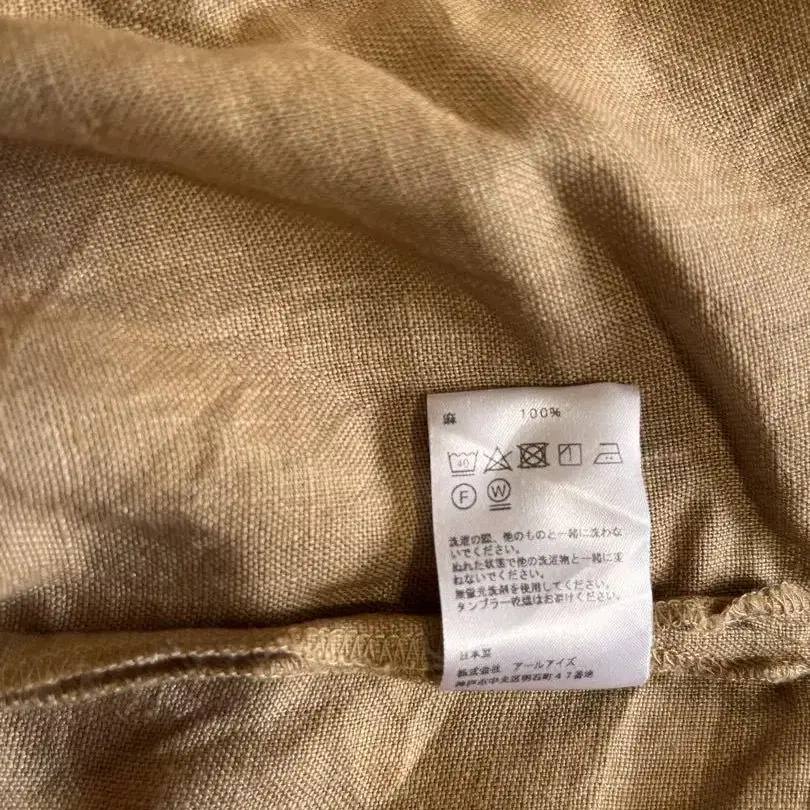 麻 100%
40
F W
洗濯の際、他のものと一緒に洗わな
いでください。
ぬれた状態で他の洗濯物と一緒に重
ねないでください。
無蛍光洗剤を使用してください。
タンブラー乾燥はお避けください。
日本製
株式会社 アールアイズ
神戸市中央区明石町47番地